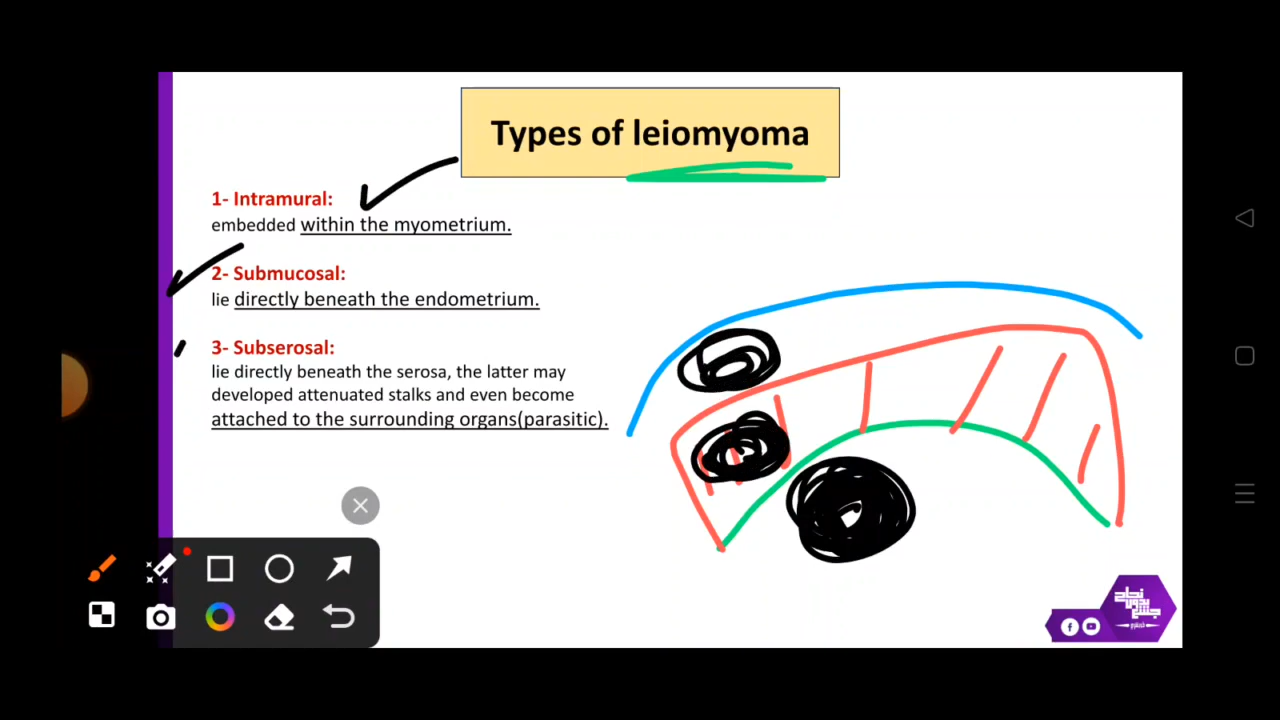 Types of leiomyoma
1- Intramural:
embedded within the myometrium.
2- Submucosal:
lie directly beneath the endometrium.
3- Subserosal:
lie directly beneath the serosa, the latter may
developed attenuated stalks and even become
attached to the surrounding organs(parasitic).